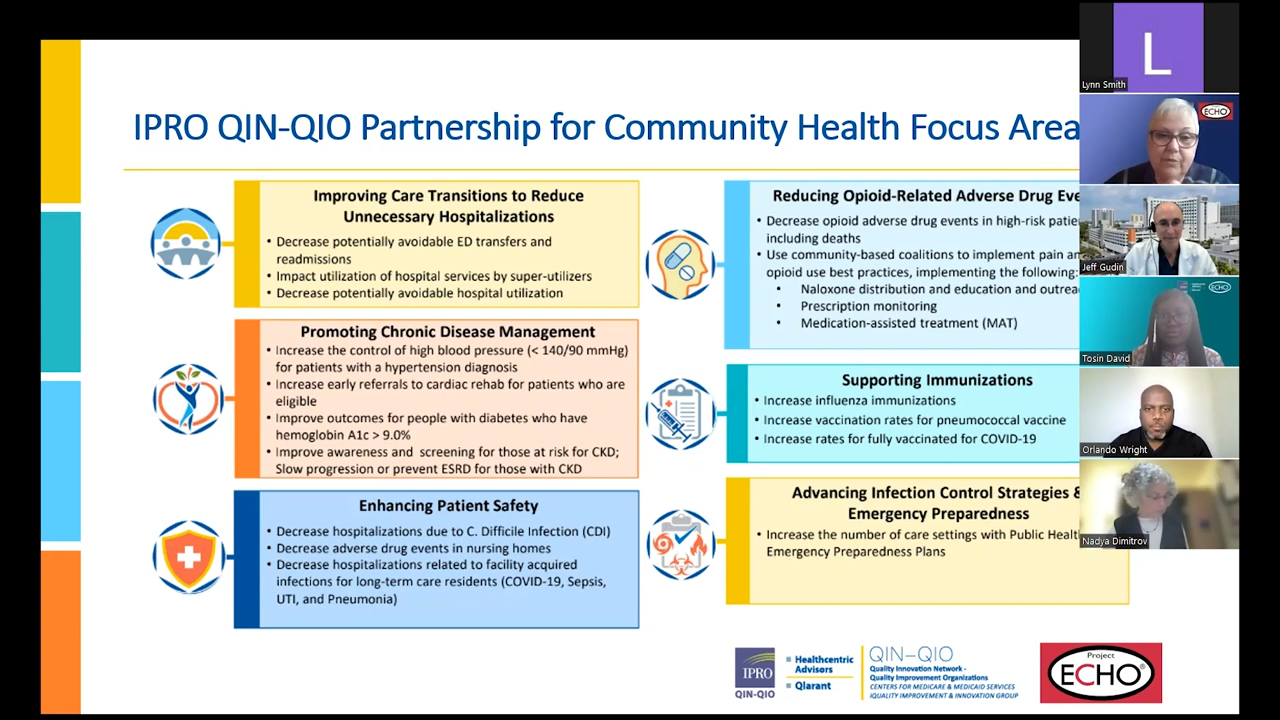 IPRO QIN-QIO Partnership for Community Health Focus Area
Improving Care Transitions to Reduce
Unnecessary Hospitalizations
• Decrease potentially avoidable ED transfers and
readmissions
• Impact utilization of hospital services by super-utilizers
• Decrease potentially avoidable hospital utilization
Promoting Chronic Disease Management
• Increase the control of high blood pressure (< 140/90 mmHg)
for patients with a hypertension diagnosis
• Increase early referrals to cardiac rehab for patients who are
eligible
• Improve outcomes for people with diabetes who have
hemoglobin A1c > 9.0%
• Improve awareness and screening for those at risk for CKD;
Slow progression or prevent ESRD for those with CKD
Enhancing Patient Safety
• Decrease hospitalizations due to C. Difficile Infection (CDI)
• Decrease adverse drug events in nursing homes
• Decrease hospitalizations related to facility acquired
infections for long-term care residents (COVID-19, Sepsis,
UTI, and Pneumonia)
Reducing Opioid-Related Adverse Drug Eve
• Decrease opioid adverse drug events in high-risk patie
including deaths
• Use community-based coalitions to implement pain an
opioid use best practices, implementing the following:
• Naloxone distribution and education and outrea
• Prescription monitoring
• Medication-assisted treatment (MAT)
Supporting Immunizations
• Increase influenza immunizations
• Increase vaccination rates for pneumococcal vaccine
• Increase rates for fully vaccinated for COVID-19
Advancing Infection Control Strategies &
Emergency Preparedness
• Increase the number of care settings with Public Healt
Emergency Preparedness Plans
IPRO
QIN-QIO
Healthcentric
Advisors
Qlarant
QIN–QIO
Quality Innovation Network -
Quality Improvement Organizations
CENTERS FOR MEDICARE & MEDICAID SERVICES
iQUALITY IMPROVEMENT & INNOVATION GROUP
Project
ECHO®
L
Lynn Smith
ECHO
Jeff Gudin
ECHO
Tosin David
Orlando Wright
Nadya Dimitrov